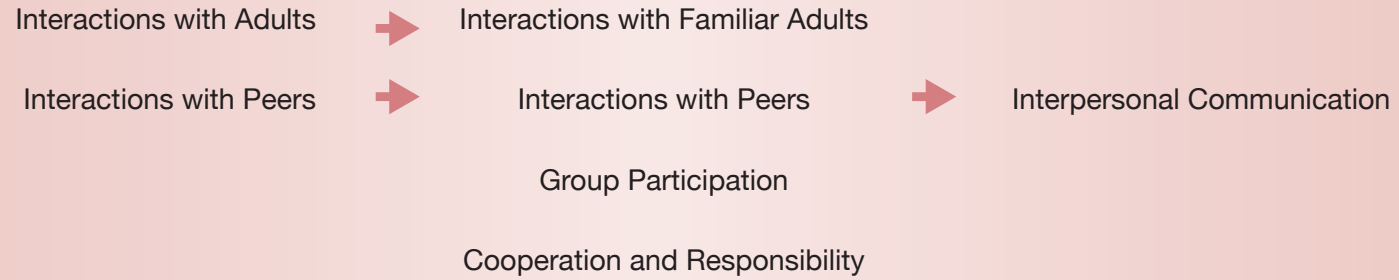 Interactions with Adults Interactions with Familiar Adults
Interactions with Peers Interactions with Peers Interpersonal Communication
Group Participation
Cooperation and Responsibility